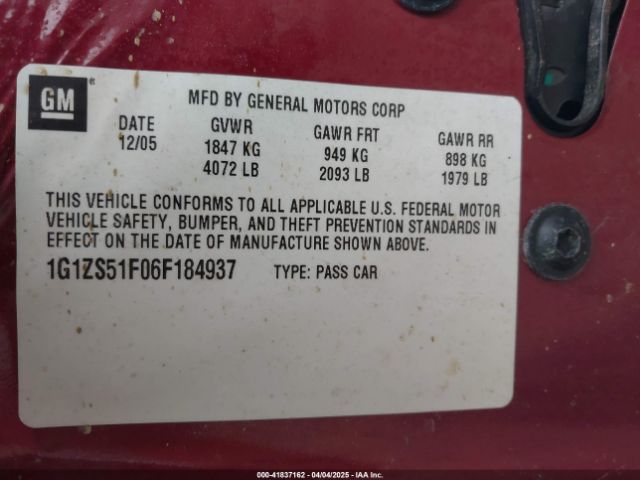 GM
MFD BY GENERAL MOTORS CORP
DATE GVWR GAWR FRT GAWR RR
12/05 1847 KG 949 KG 898 KG
4072 LB 2093 LB 1979 LB
THIS VEHICLE CONFORMS TO ALL APPLICABLE U.S. FEDERAL MOTOR
VEHICLE SAFETY, BUMPER, AND THEFT PREVENTION STANDARDS IN
EFFECT ON THE DATE OF MANUFACTURE SHOWN ABOVE.
1G1ZS51F06F184937 TYPE: PASS CAR
000-41837162 - 04/04/2025 - IAA Inc.